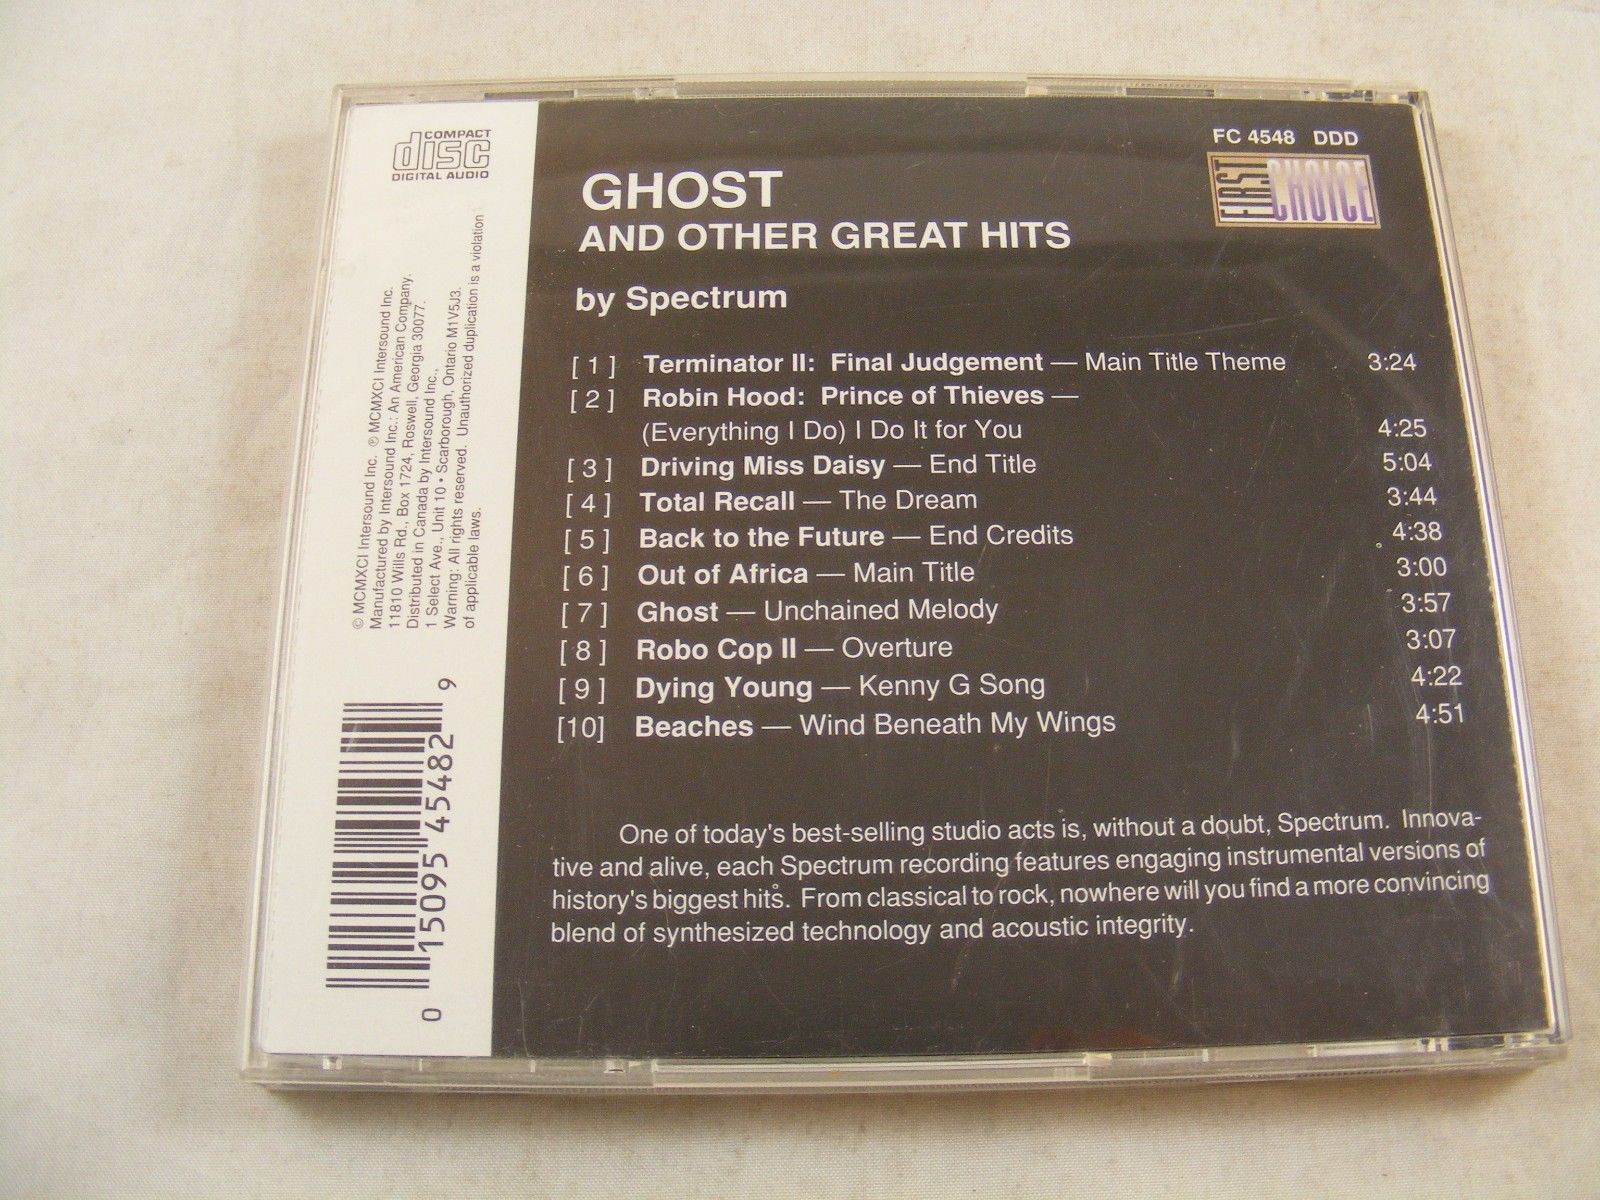 COMPACT
disc
DIGITAL AUDIO
© MCMXCI Intersound Inc. ℗ MCMXCI Intersound Inc.
Manufactured by Intersound Inc.: An American Company.
11810 Wills Rd., Box 1724, Roswell, Georgia 30077.
Distributed in Canada by Intersound Inc.,
1 Select Ave., Unit 10 • Scarborough, Ontario M1V5J3.
Warning: All rights reserved. Unauthorized duplication is a violation
of applicable laws.
0 15095 45482 9
FC 4548 DDD
FIRST CHOICE
GHOST
AND OTHER GREAT HITS
by Spectrum
[ 1 ] Terminator II: Final Judgement — Main Title Theme 3:24
[ 2 ] Robin Hood: Prince of Thieves —
(Everything I Do) I Do It for You 4:25
[ 3 ] Driving Miss Daisy — End Title 5:04
[ 4 ] Total Recall — The Dream 3:44
[ 5 ] Back to the Future — End Credits 4:38
[ 6 ] Out of Africa — Main Title 3:00
[ 7 ] Ghost — Unchained Melody 3:57
[ 8 ] Robo Cop II — Overture 3:07
[ 9 ] Dying Young — Kenny G Song 4:22
[10] Beaches — Wind Beneath My Wings 4:51
One of today's best-selling studio acts is, without a doubt, Spectrum. Innova-
tive and alive, each Spectrum recording features engaging instrumental versions of
history's biggest hits. From classical to rock, nowhere will you find a more convincing
blend of synthesized technology and acoustic integrity.